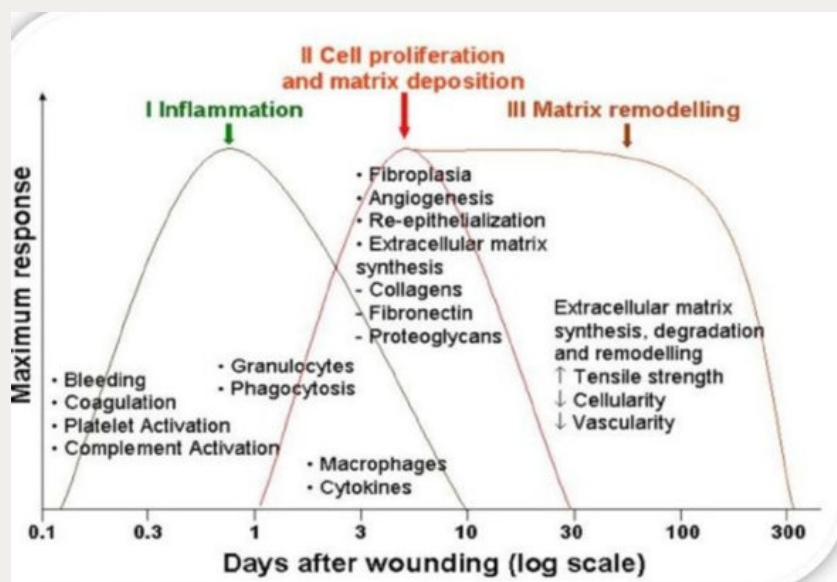 II Cell proliferation
and matrix deposition
I Inflammation
III Matrix remodelling
Maximum response
• Fibroplasia
• Angiogenesis
• Re-epithelialization
• Extracellular matrix
synthesis
- Collagens
- Fibronectin
- Proteoglycans
Extracellular matrix
synthesis, degradation
and remodelling
↑ Tensile strength
↓ Cellularity
↓ Vascularity
• Granulocytes
• Phagocytosis
• Bleeding
• Coagulation
• Platelet Activation
• Complement Activation
• Macrophages
• Cytokines
0.1 0.3 1 3 10 30 100 300
Days after wounding (log scale)